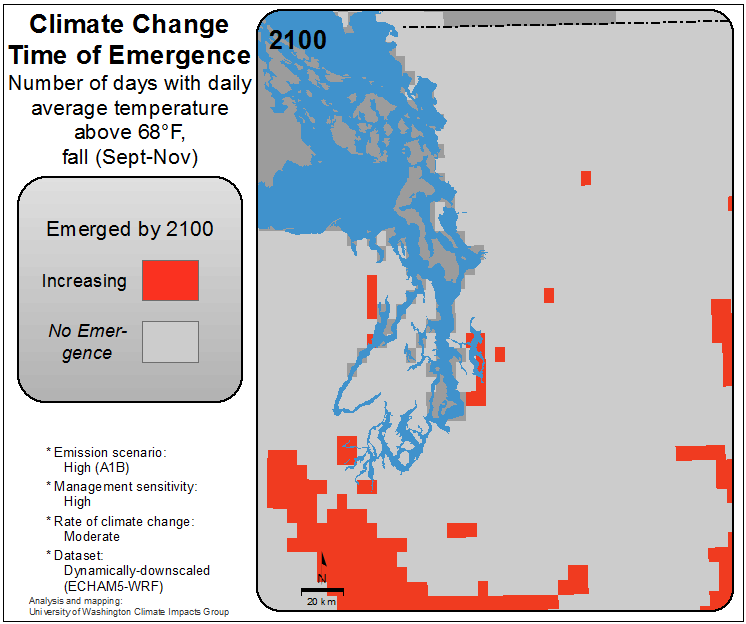 Climate Change
Time of Emergence
Number of days with daily
average temperature
above 68°F,
fall (Sept-Nov)
2100
Emerged by 2100
Increasing
No Emer-
gence
* Emission scenario:
High (A1B)
* Management sensitivity:
High
* Rate of climate change:
Moderate
* Dataset:
Dynamically-downscaled
(ECHAM5-WRF)
Analysis and mapping:
University of Washington Climate Impacts Group
N
20 km